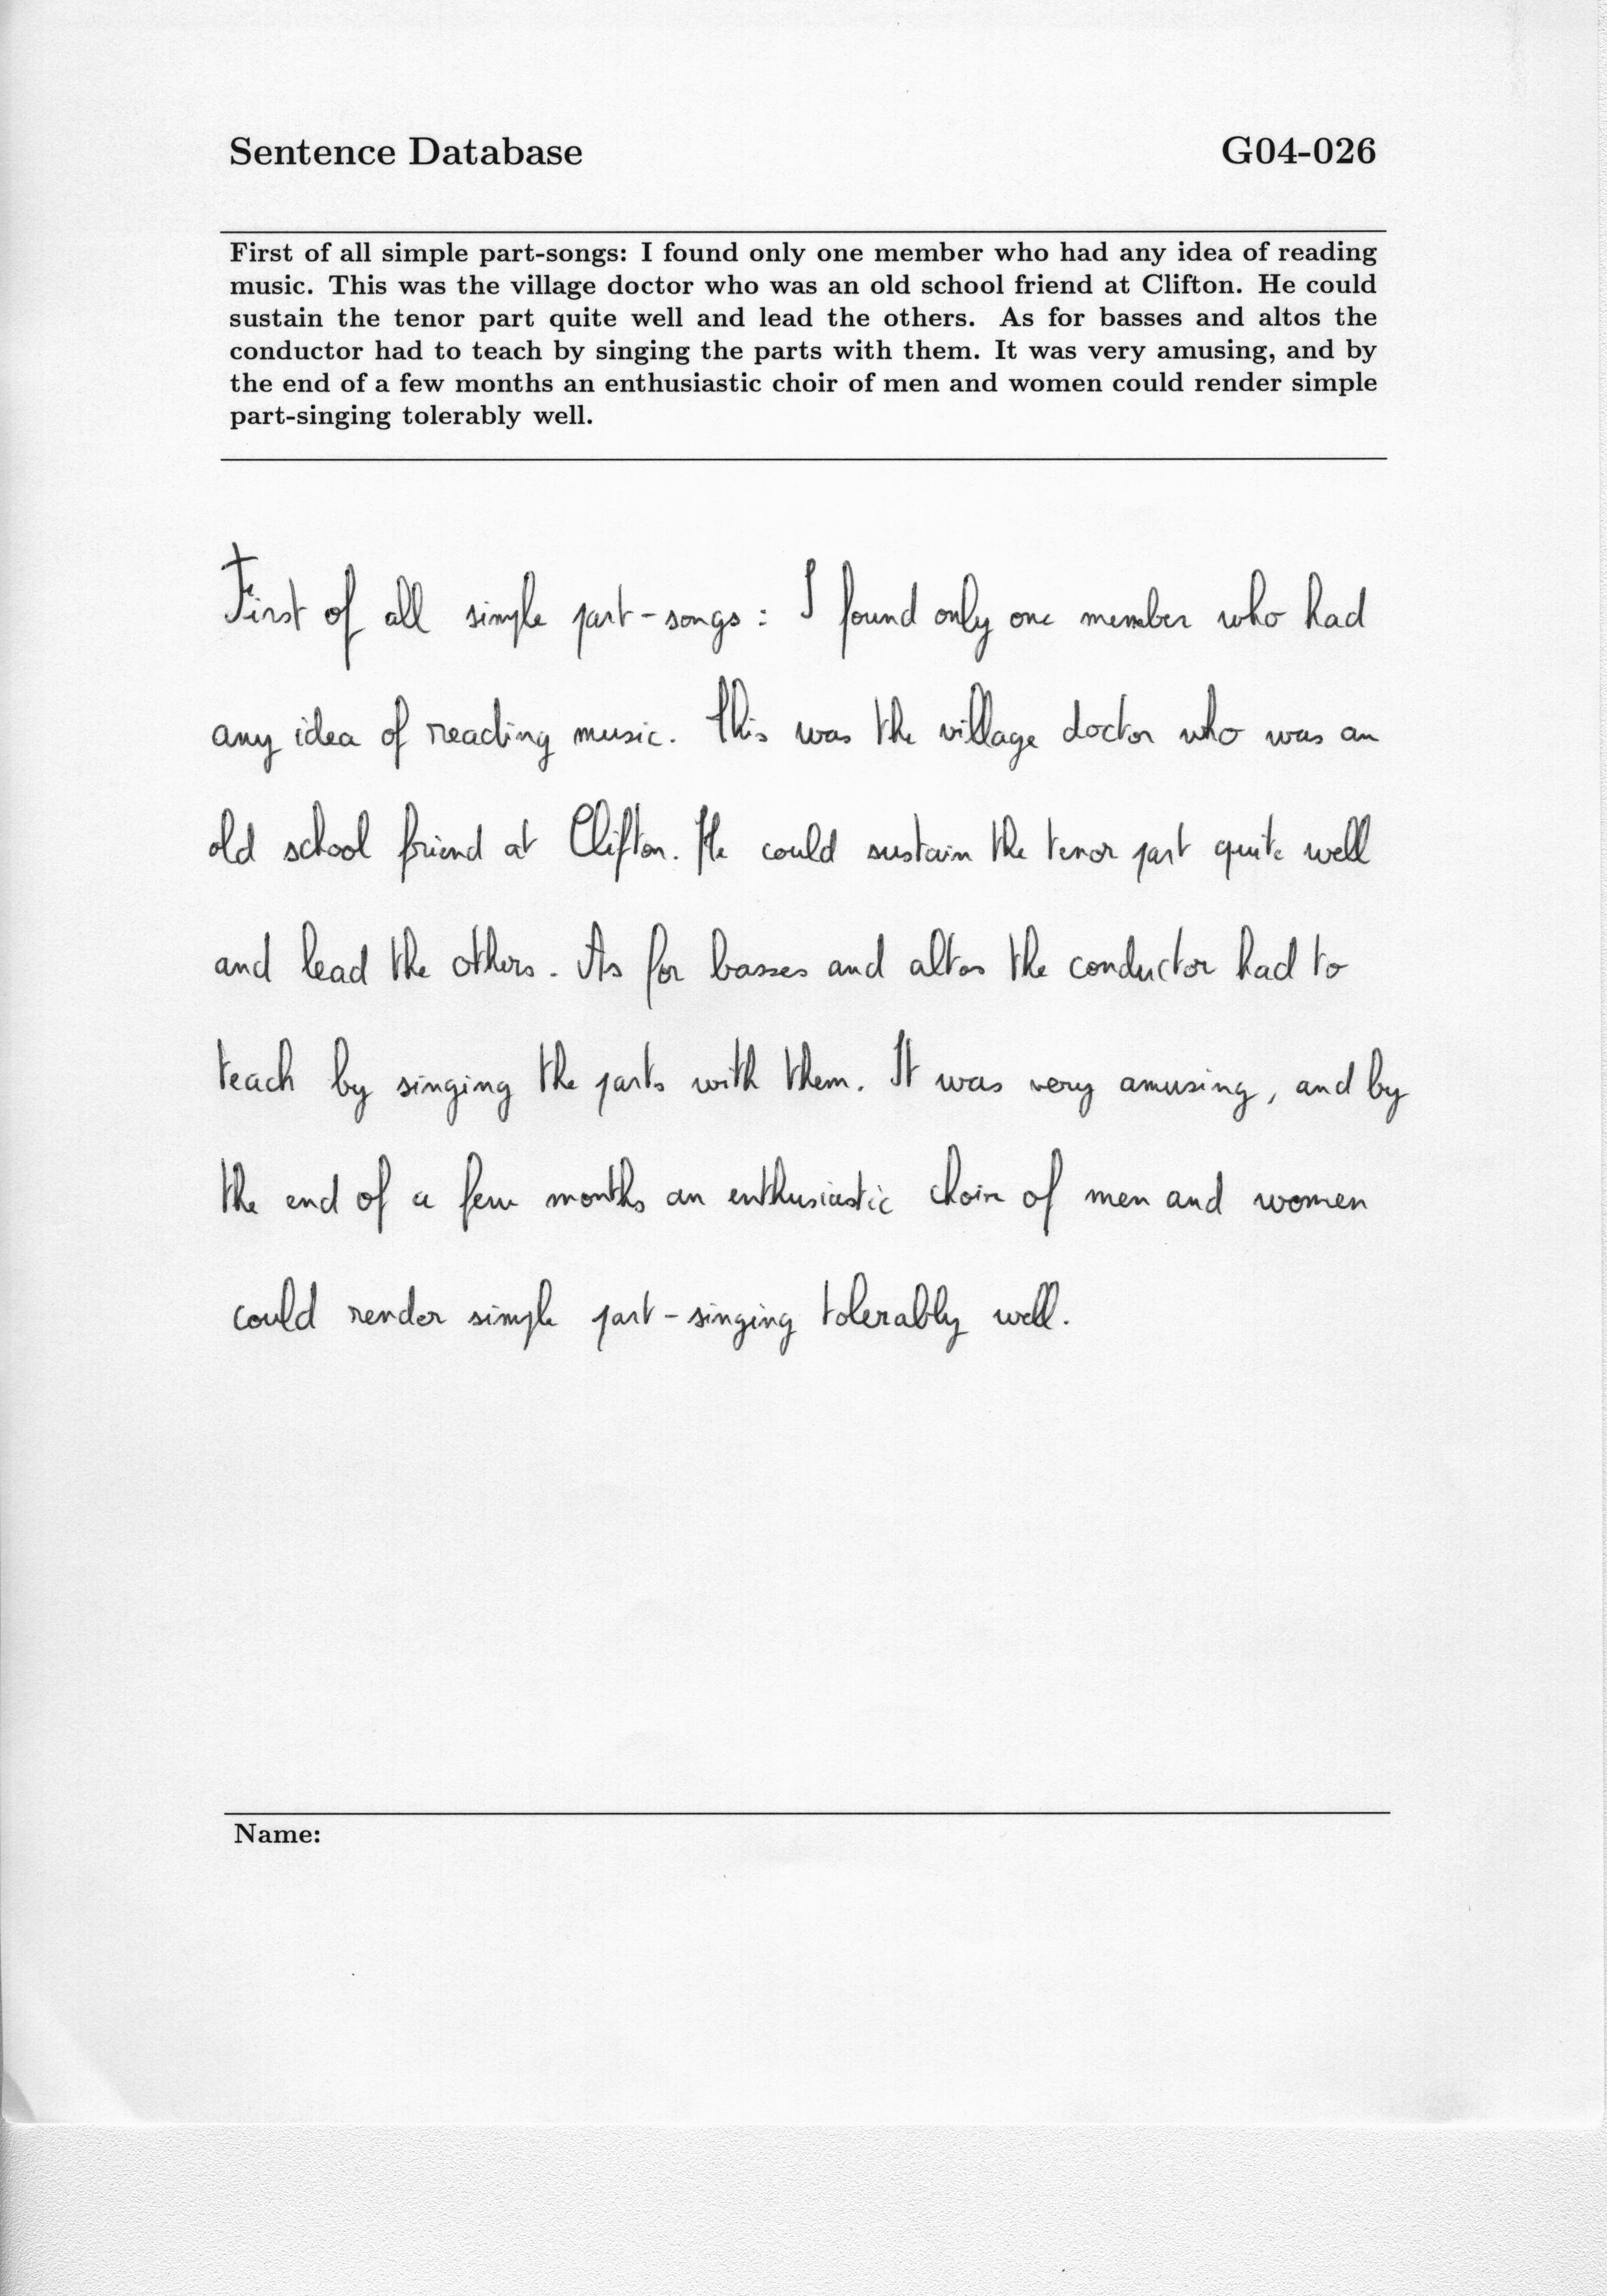 Sentence Database G04-026
First of all simple part-songs: I found only one member who had any idea of reading
music. This was the village doctor who was an old school friend at Clifton. He could
sustain the tenor part quite well and lead the others. As for basses and altos the
conductor had to teach by singing the parts with them. It was very amusing, and by
the end of a few months an enthusiastic choir of men and women could render simple
part-singing tolerably well.
First of all simple part-songs: I found only one member who had
any idea of reading music. This was the village doctor who was an
old school friend at Clifton. He could sustain the tenor part quite well
and lead the others. As for basses and altos the conductor had to
teach by singing the parts with them. It was very amusing, and by
the end of a few months an enthusiastic choir of men and women
could render simple part-singing tolerably well.
Name: